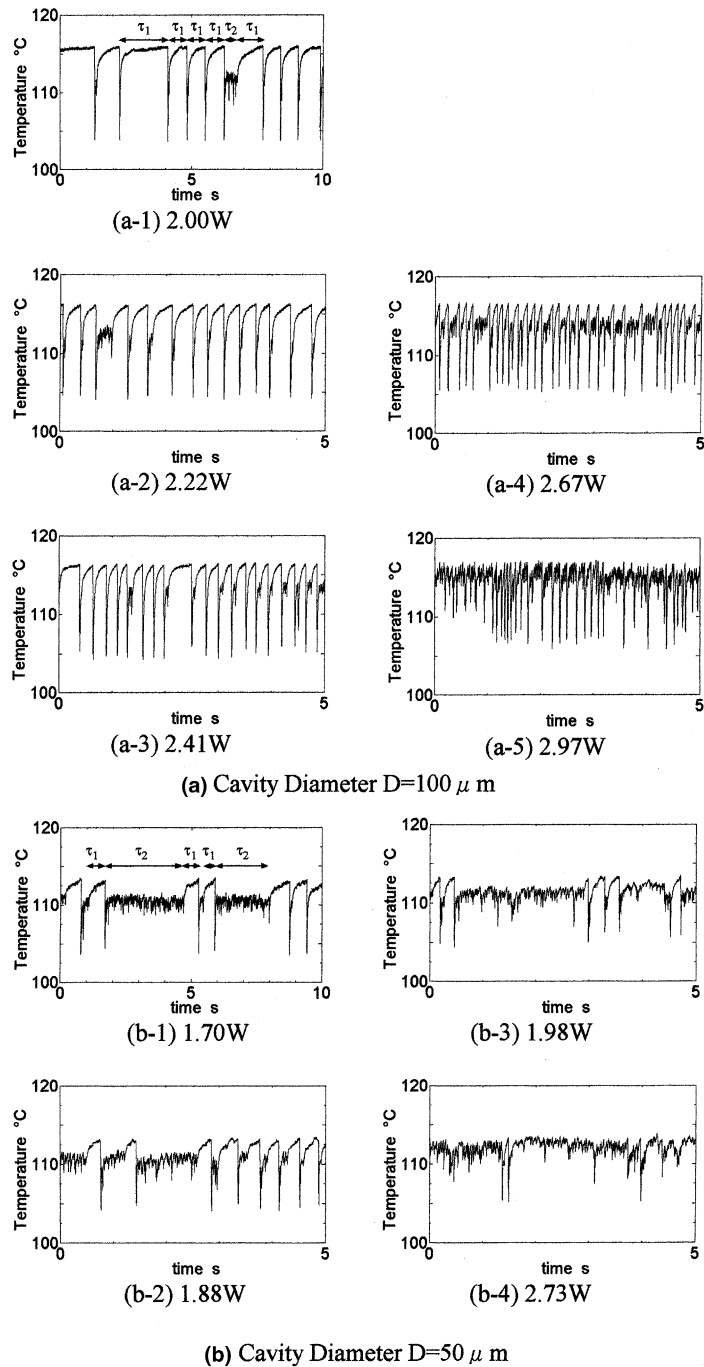 τ1 τ1 τ1 τ1 τ2 τ1
Temperature °C
110
100
0 5 10
time s
(a-1) 2.00W
120
Temperature °C
110
100
0 5
time s
(a-2) 2.22W
120
Temperature °C
110
100
0 5
time s
(a-4) 2.67W
120
Temperature °C
110
100
0 5
time s
(a-3) 2.41W
120
Temperature °C
110
100
0 5
time s
(a-5) 2.97W
(a) Cavity Diameter D=100 μ m
120
τ1 τ2 τ1 τ1 τ2
Temperature °C
110
100
0 5 10
time s
(b-1) 1.70W
120
Temperature °C
110
100
0 5
time s
(b-3) 1.98W
120
Temperature °C
110
100
0 5
time s
(b-2) 1.88W
120
Temperature °C
110
100
0 5
time s
(b-4) 2.73W
(b) Cavity Diameter D=50 μ m